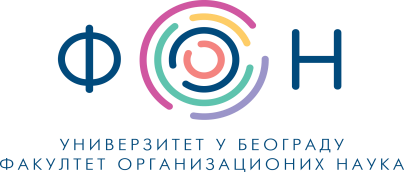 ФОН
УНИВЕРЗИТЕТ У БЕОГРАДУ
ФАКУЛТЕТ ОРГАНИЗАЦИОНИХ НАУКА